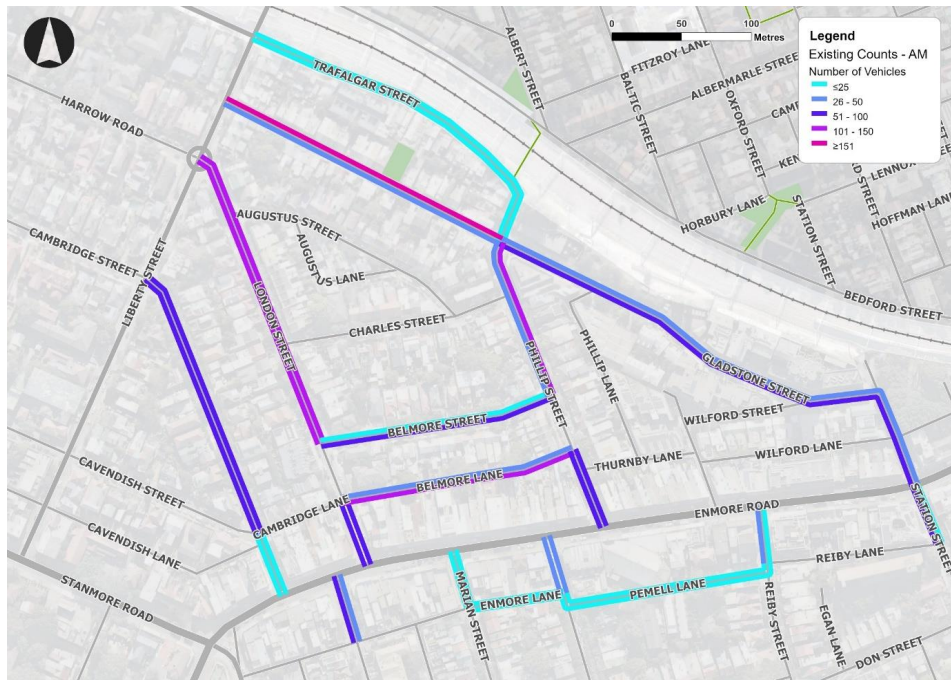 0 50 100
Metres
Legend
Existing Counts - AM
Number of Vehicles
≤25
26 - 50
51 - 100
101 - 150
≥151
TRAFALGAR STREET
ALBERT STREET
FITZROY LANE
ALBERMARLE STREE
BALTIC STREET
OXFORD STREET
CAM
KEN
LENNOX
HARROW ROAD
HORBURY LANE
STATION STREET
RD STREET
HOFFMAN LANE
AUGUSTUS STREET
CAMBRIDGE STREET
AUGUSTUS LANE
LIBERTY STREET
LONDON STREET
BEDFORD STREET
CHARLES STREET
PHILLIP STREET
PHILLIP LANE
GLADSTONE STREET
BELMORE STREET
WILFORD STREET
WILFORD LANE
THURNBY LANE
BELMORE LANE
CAVENDISH STREET
CAMBRIDGE LANE
ENMORE ROAD
STATION STREET
CAVENDISH LANE
REIBY LANE
STANMORE ROAD
MARIAN STREET
ENMORE LANE
PEMELL LANE
REIBY STREET
EGAN LANE
DON STREET